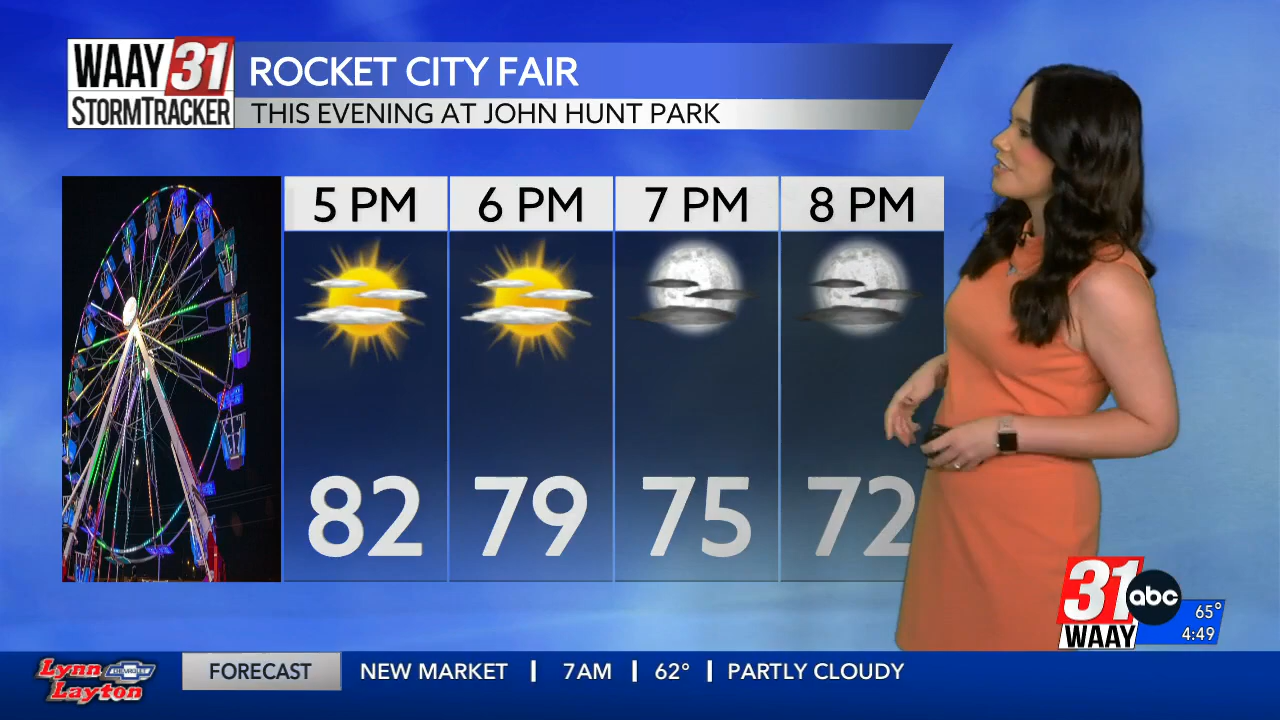 WAAY 31
STORMTRACKER
ROCKET CITY FAIR
THIS EVENING AT JOHN HUNT PARK
5 PM 6 PM 7 PM 8 PM
82 79 75 72
31 abc
WAAY
65°
4:49
Lynn CHEVROLET
Layton
FORECAST NEW MARKET | 7AM | 62° | PARTLY CLOUDY